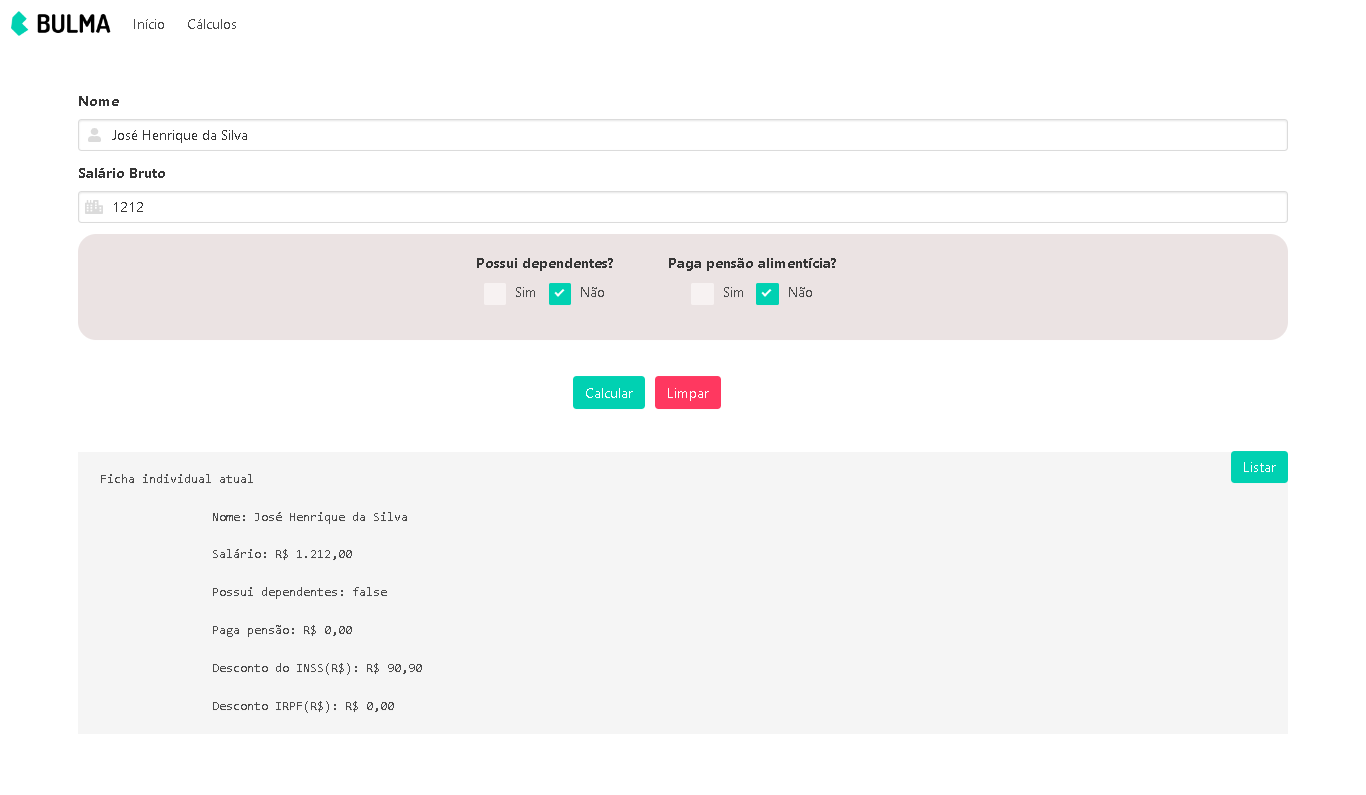 BULMA Início Cálculos
Nome
José Henrique da Silva
Salário Bruto
1212
Possui dependentes? Paga pensão alimentícia?
Sim Não Sim Não
Calcular Limpar
Listar
Ficha individual atual
Nome: José Henrique da Silva
Salário: R$ 1.212,00
Possui dependentes: false
Paga pensão: R$ 0,00
Desconto do INSS(R$): R$ 90,90
Desconto IRPF(R$): R$ 0,00